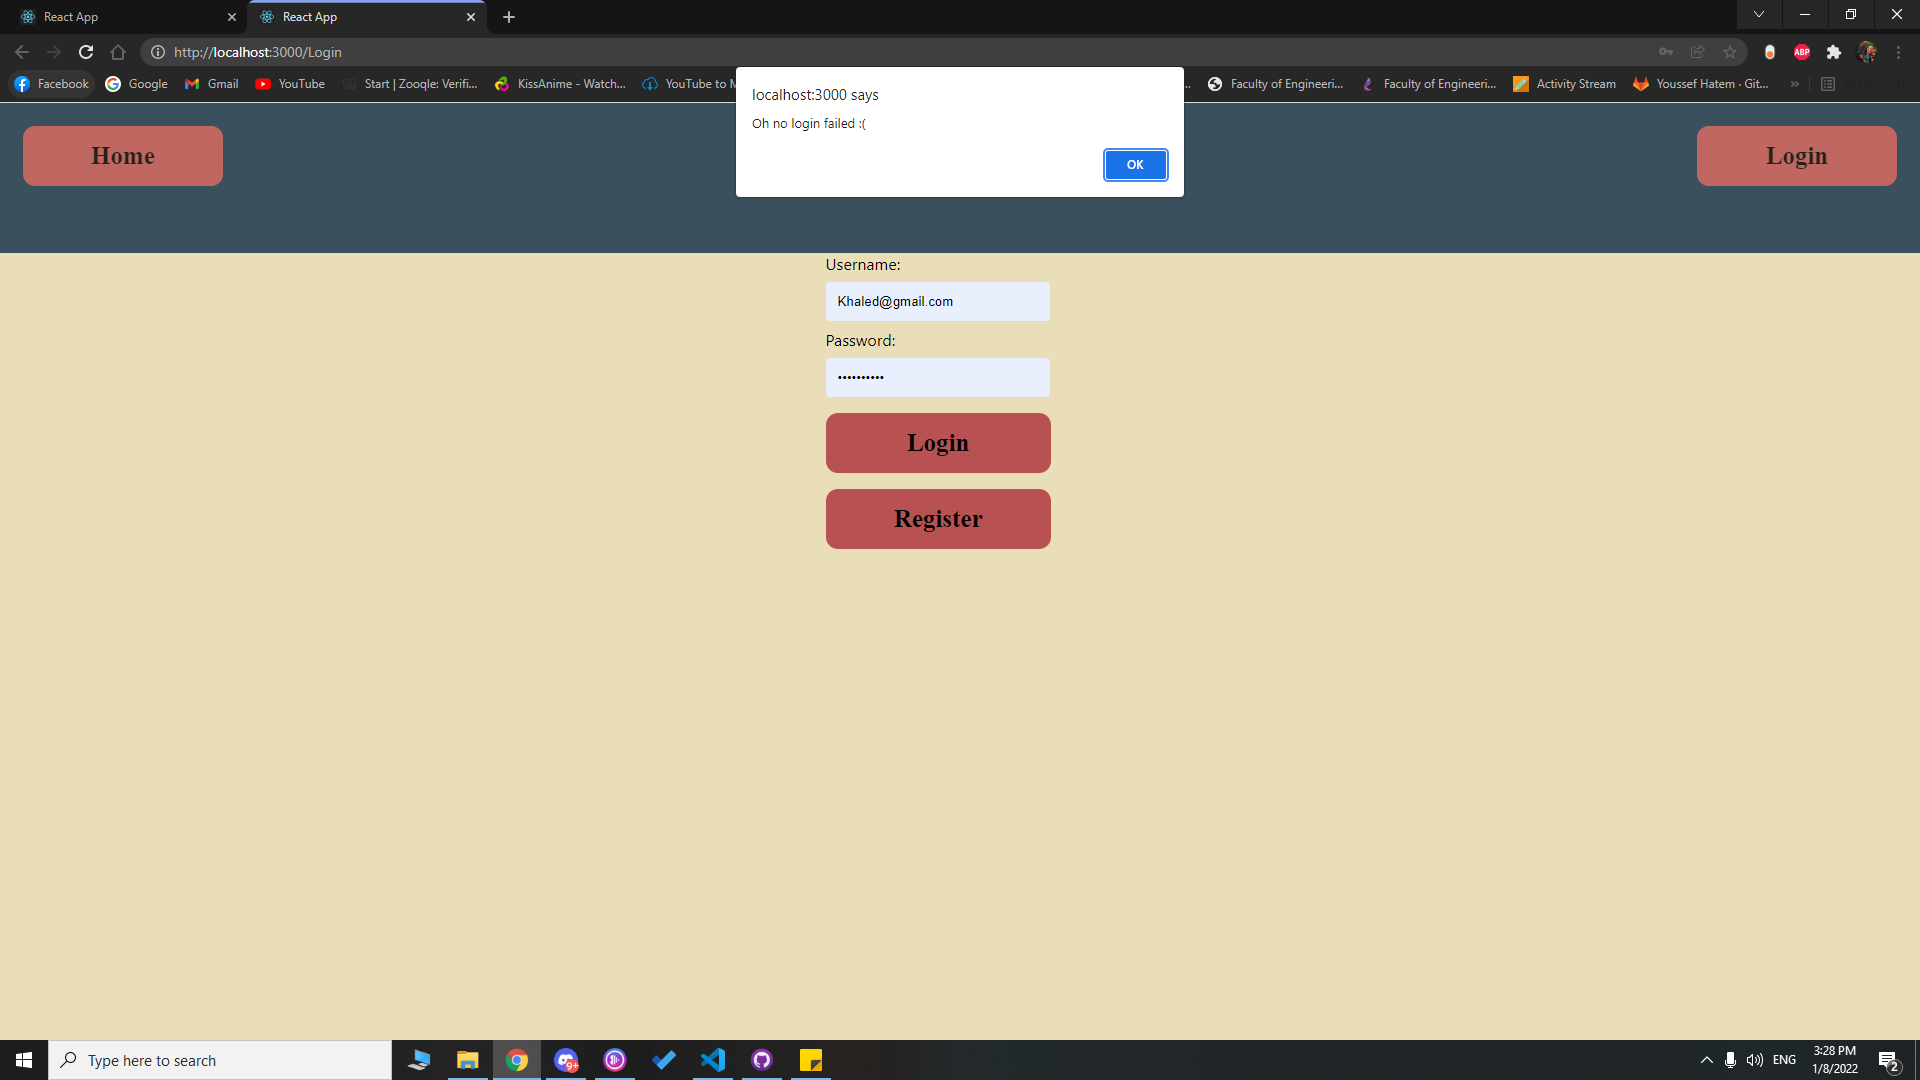 React App
React App
http://localhost:3000/Login
ABP
Facebook
Google
Gmail
YouTube
Start | Zooqle: Verifi...
KissAnime - Watch...
YouTube to M
...
Faculty of Engineeri...
Faculty of Engineeri...
Activity Stream
Youssef Hatem · Git...
»
localhost:3000 says
Oh no login failed :(
OK
Home
Login
Username:
Khaled@gmail.com
Password:
••••••••••
Login
Register
Type here to search
9+
ENG
3:28 PM
1/8/2022
2